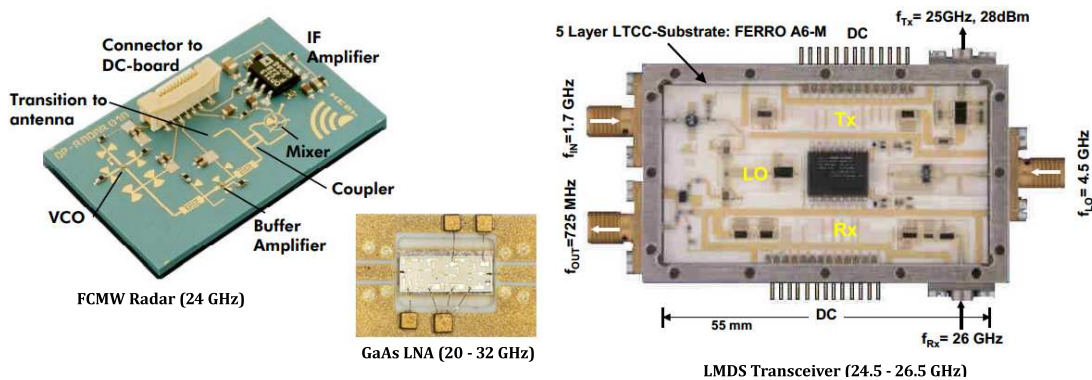 Connector to
DC-board
IF
Amplifier
Transition to
antenna
Mixer
Coupler
VCO
Buffer
Amplifier
FCMW Radar (24 GHz)
GaAs LNA (20 - 32 GHz)
5 Layer LTCC-Substrate: FERRO A6-M
DC
fTx= 25GHz, 28dBm
fIN=1.7 GHz
Tx
LO
fLO= 4.5 GHz
fOUT=725 MHz
Rx
DC
55 mm
fRx= 26 GHz
LMDS Transceiver (24.5 - 26.5 GHz)